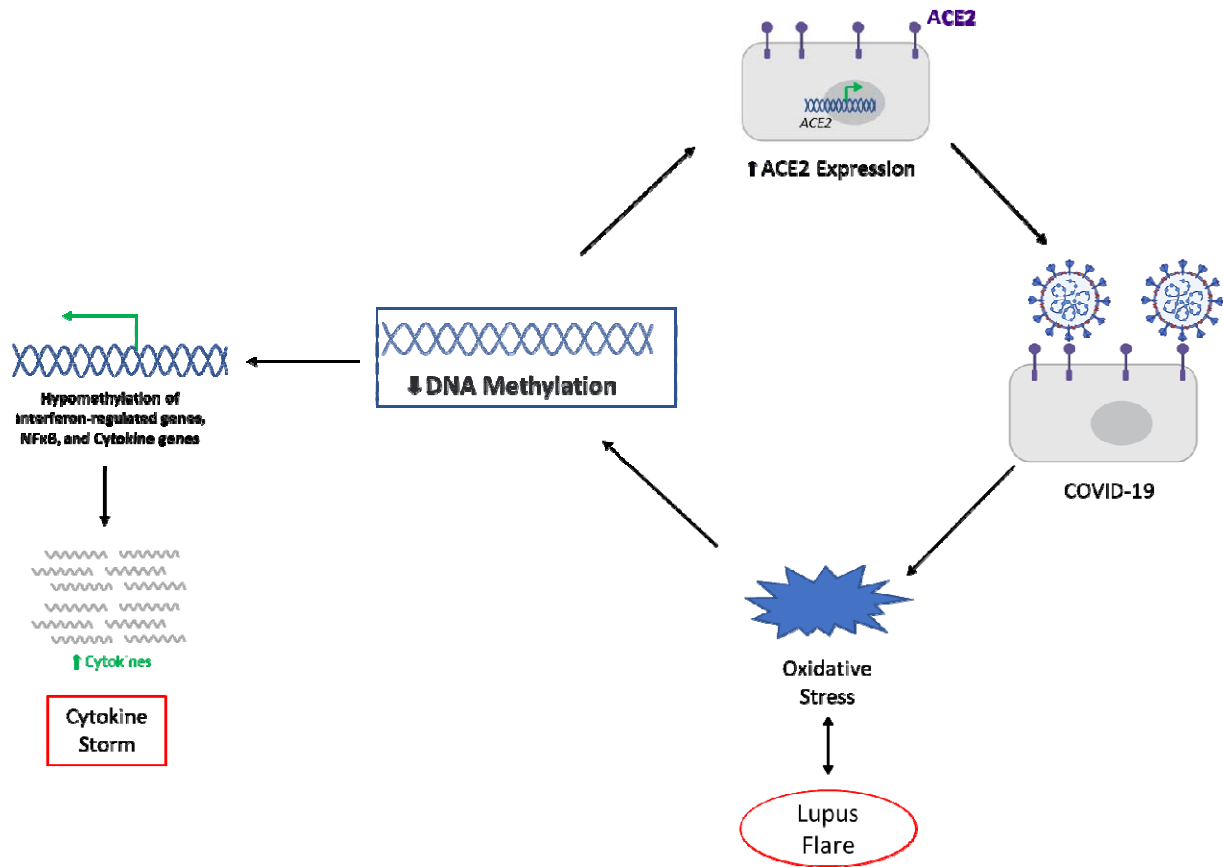 ACE2
ACE2
⬆ACE2 Expression
⬇DNA Methylation
Hypomethylation of
interferon-regulated genes,
NFκB, and Cytokine genes
COVID-19
⬆Cytokines
Cytokine
Storm
Oxidative
Stress
Lupus
Flare